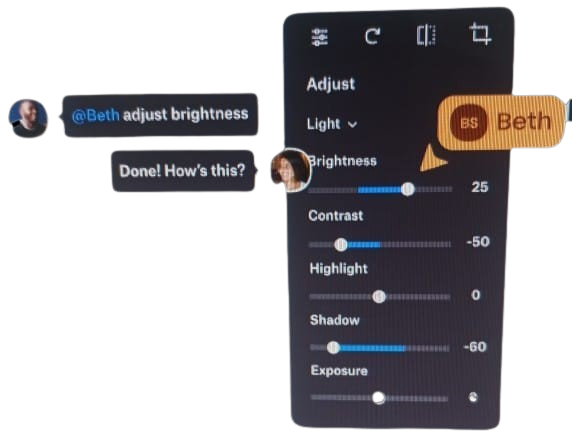 Adjust
@Beth adjust brightness
Light
BS Beth
Done! How's this?
Brightness
25
Contrast
-50
Highlight
0
Shadow
-60
Exposure